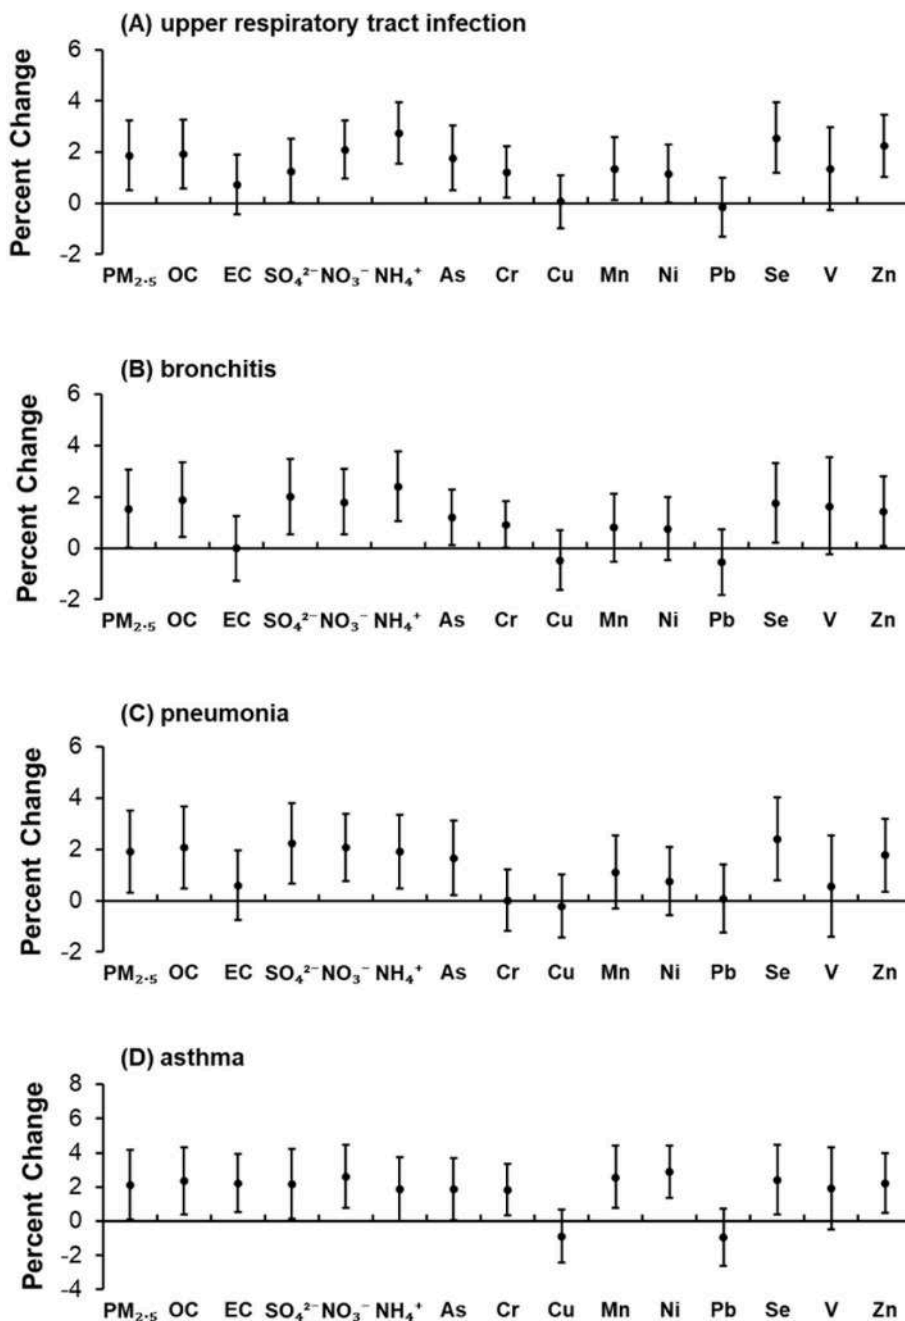 (A) upper respiratory tract infection
Percent Change
6
4
2
0
-2
PM₂.₅ OC EC SO₄²⁻ NO₃⁻ NH₄⁺ As Cr Cu Mn Ni Pb Se V Zn
(B) bronchitis
Percent Change
6
4
2
0
-2
PM₂.₅ OC EC SO₄²⁻ NO₃⁻ NH₄⁺ As Cr Cu Mn Ni Pb Se V Zn
(C) pneumonia
Percent Change
6
4
2
0
-2
PM₂.₅ OC EC SO₄²⁻ NO₃⁻ NH₄⁺ As Cr Cu Mn Ni Pb Se V Zn
(D) asthma
Percent Change
8
6
4
2
0
-2
-4
PM₂.₅ OC EC SO₄²⁻ NO₃⁻ NH₄⁺ As Cr Cu Mn Ni Pb Se V Zn